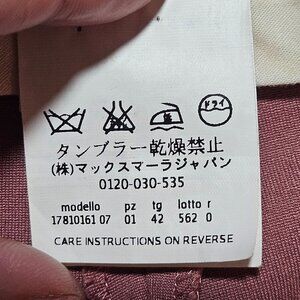 ドライ
タンブラー乾燥禁止
(株)マックスマーラジャパン
0120-030-535
modello pz tg lotto r
17810161 07 01 42 562 0
CARE INSTRUCTIONS ON REVERSE